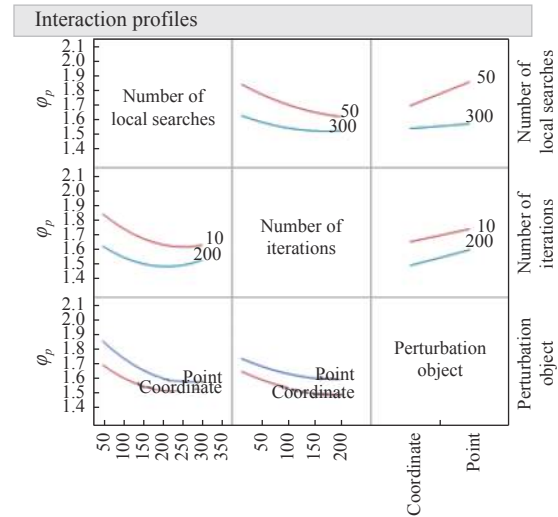 Interaction profiles
2.1
2.0
1.9
1.8
1.7
1.6
1.5
1.4
φp
Number of
local searches
50
300
50
300
Number of
local searches
2.1
2.0
1.9
1.8
1.7
1.6
1.5
1.4
φp
10
200
Number of
iterations
10
200
Number of
iterations
2.1
2.0
1.9
1.8
1.7
1.6
1.5
1.4
φp
Point
Coordinate
Point
Coordinate
Perturbation
object
Perturbation
object
50
100
150
200
250
300
350
50
100
150
200
Coordinate
Point